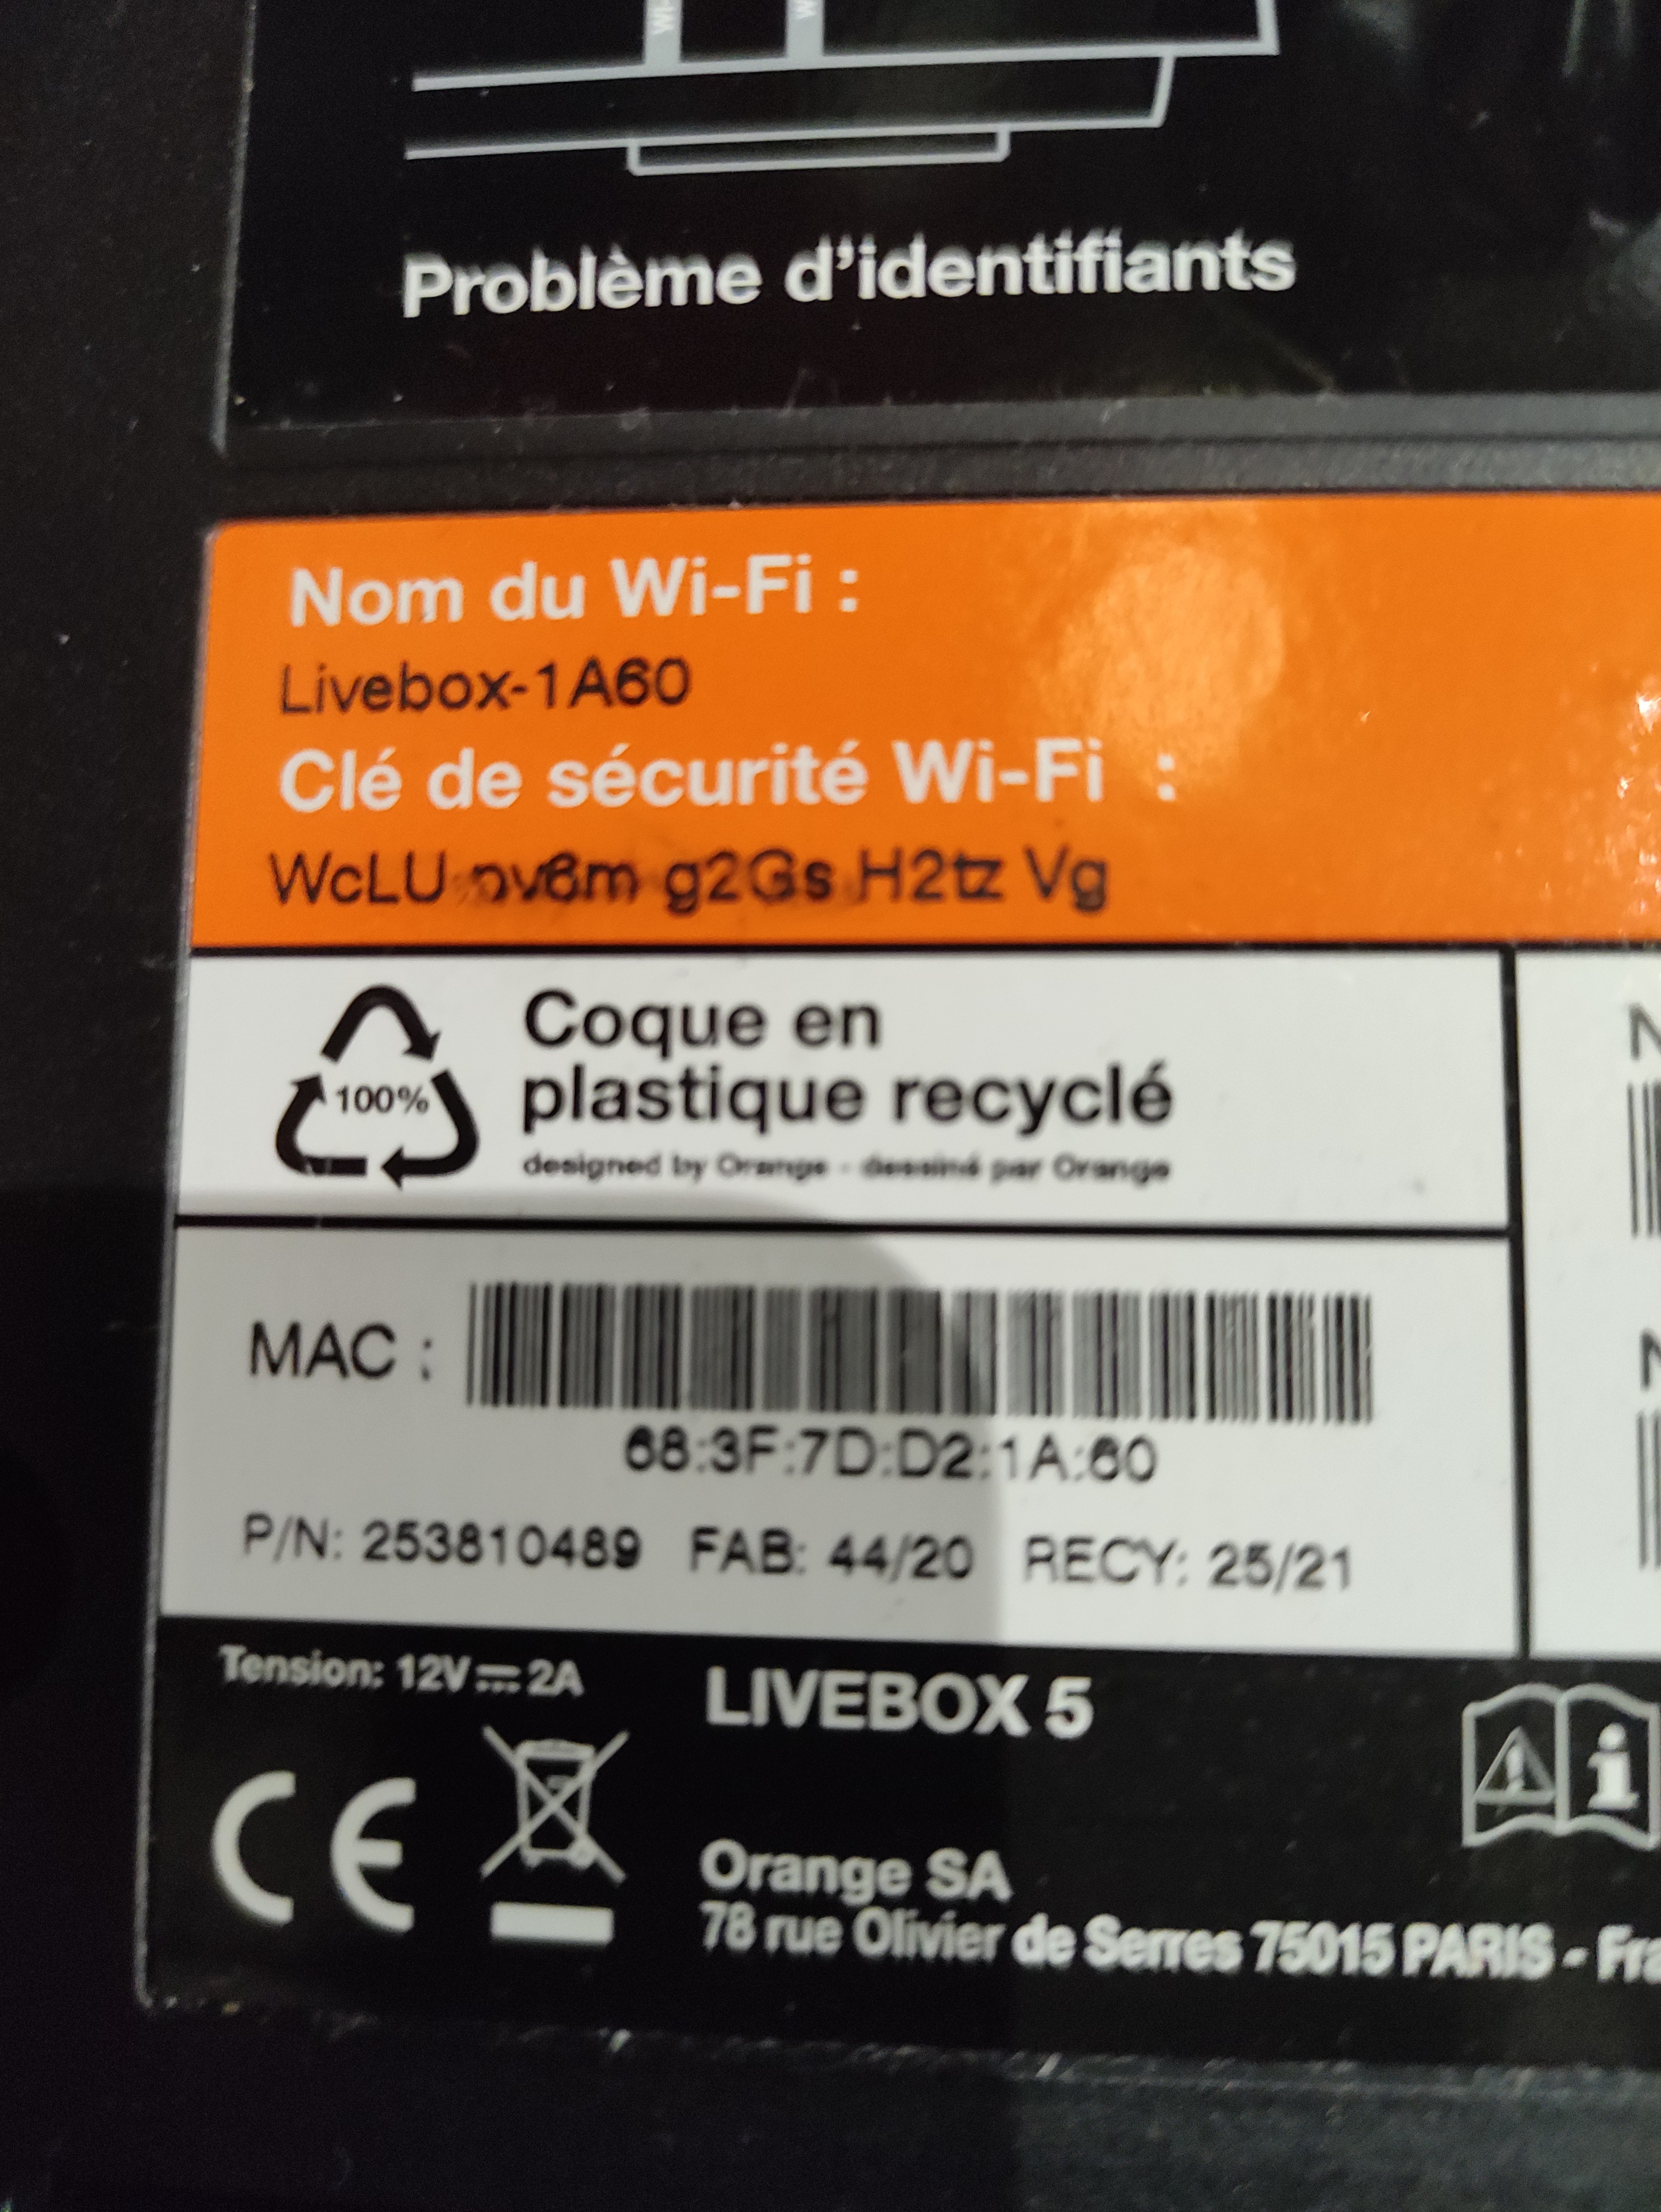 Problème d'identifiants
Nom du Wi-Fi :
Livebox-1A60
Clé de sécurité Wi-Fi :
WcLU g2Gs H2tz Vg
100%
Coque en
plastique recyclé
designed by Orange - dessiné par Orange
MAC :
68:3F:7D:D2:1A:60
P/N: 253810489 FAB: 44/20 RECY: 25/21
Tension: 12V⎓2A
LIVEBOX 5
CE
Orange SA
78 rue Olivier de Serres 75015 PARIS -